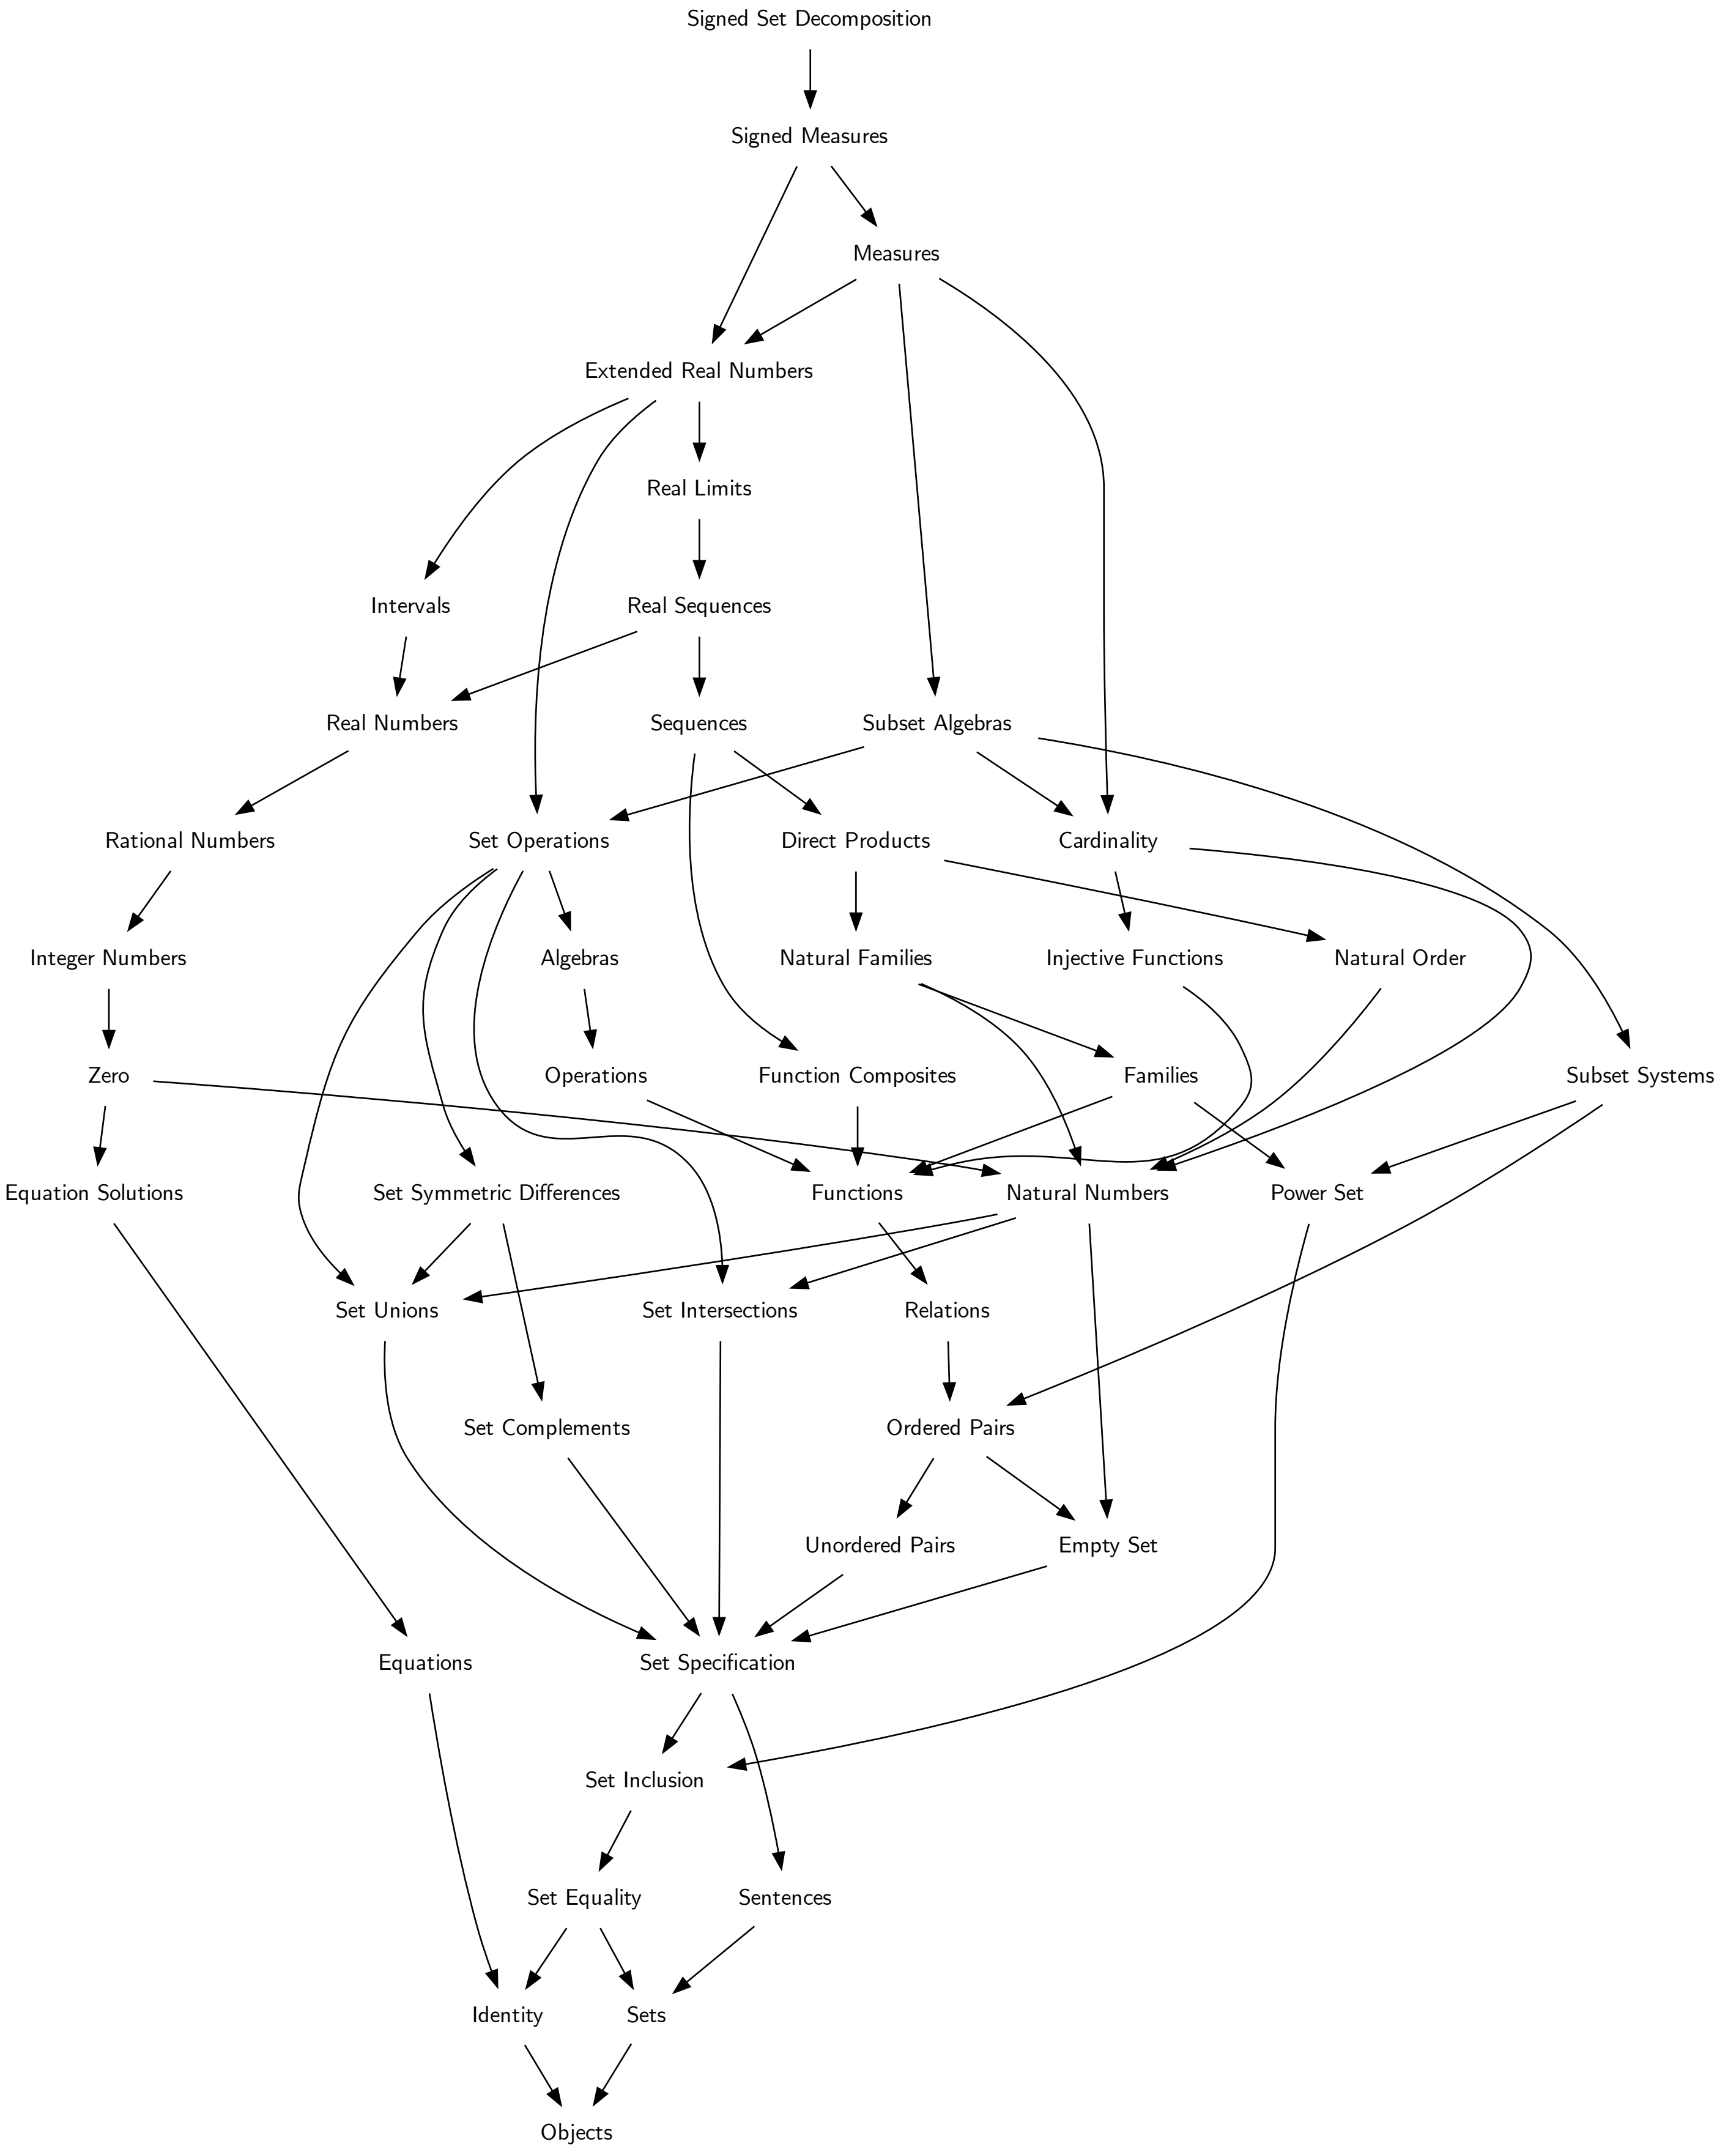 Signed Set Decomposition
Signed Measures
Measures
Extended Real Numbers
Real Limits
Intervals
Real Sequences
Real Numbers
Sequences
Subset Algebras
Rational Numbers
Set Operations
Direct Products
Cardinality
Integer Numbers
Algebras
Natural Families
Injective Functions
Natural Order
Zero
Operations
Function Composites
Families
Subset Systems
Equation Solutions
Set Symmetric Differences
Functions
Natural Numbers
Power Set
Set Unions
Set Intersections
Relations
Set Complements
Ordered Pairs
Unordered Pairs
Empty Set
Equations
Set Specification
Set Inclusion
Set Equality
Sentences
Identity
Sets
Objects